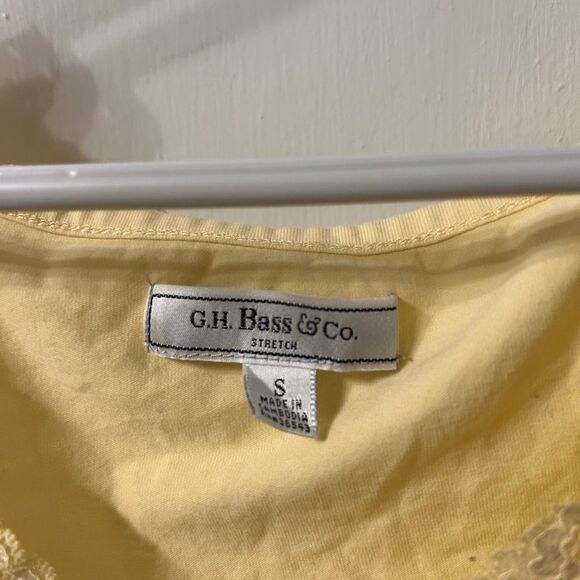 G.H. Bass & Co.
STRETCH
S
MADE IN
CAMBODIA